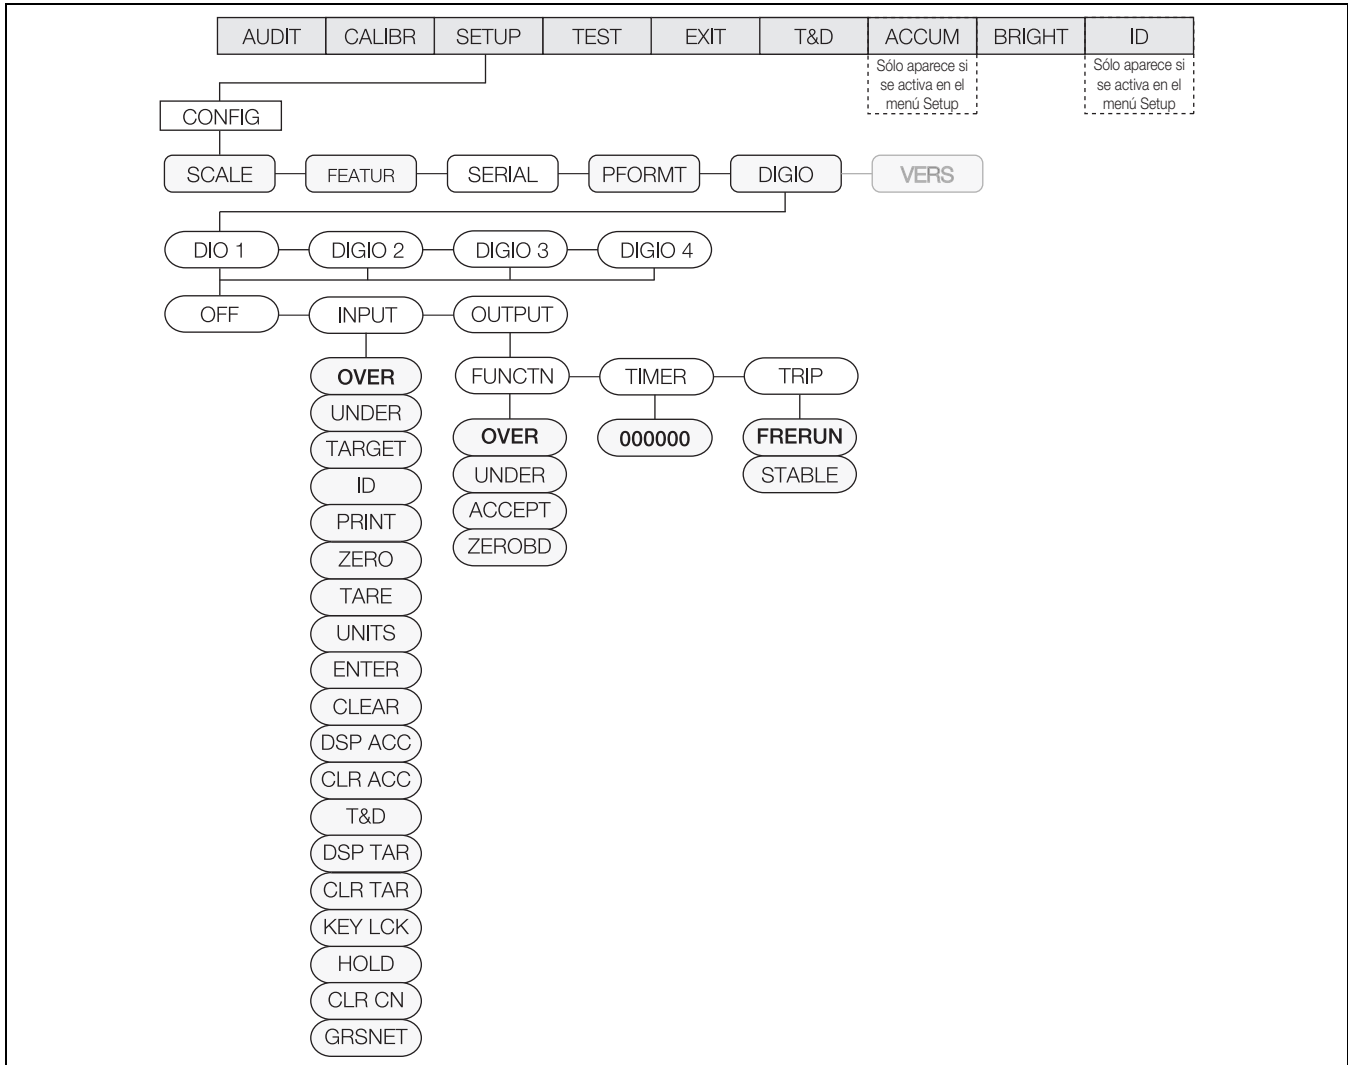 AUDIT CALIBR SETUP TEST EXIT T&D ACCUM BRIGHT ID
Sólo aparece si
se activa en el
menú Setup
Sólo aparece si
se activa en el
menú Setup
CONFIG
SCALE FEATUR SERIAL PFORMT DIGIO VERS
DIO 1 DIGIO 2 DIGIO 3 DIGIO 4
OFF INPUT OUTPUT
OVER
UNDER
TARGET
ID
PRINT
ZERO
TARE
UNITS
ENTER
CLEAR
DSP ACC
CLR ACC
T&D
DSP TAR
CLR TAR
KEY LCK
HOLD
CLR CN
GRSNET
FUNCTN TIMER TRIP
OVER
UNDER
ACCEPT
ZEROBD
000000
FRERUN
STABLE